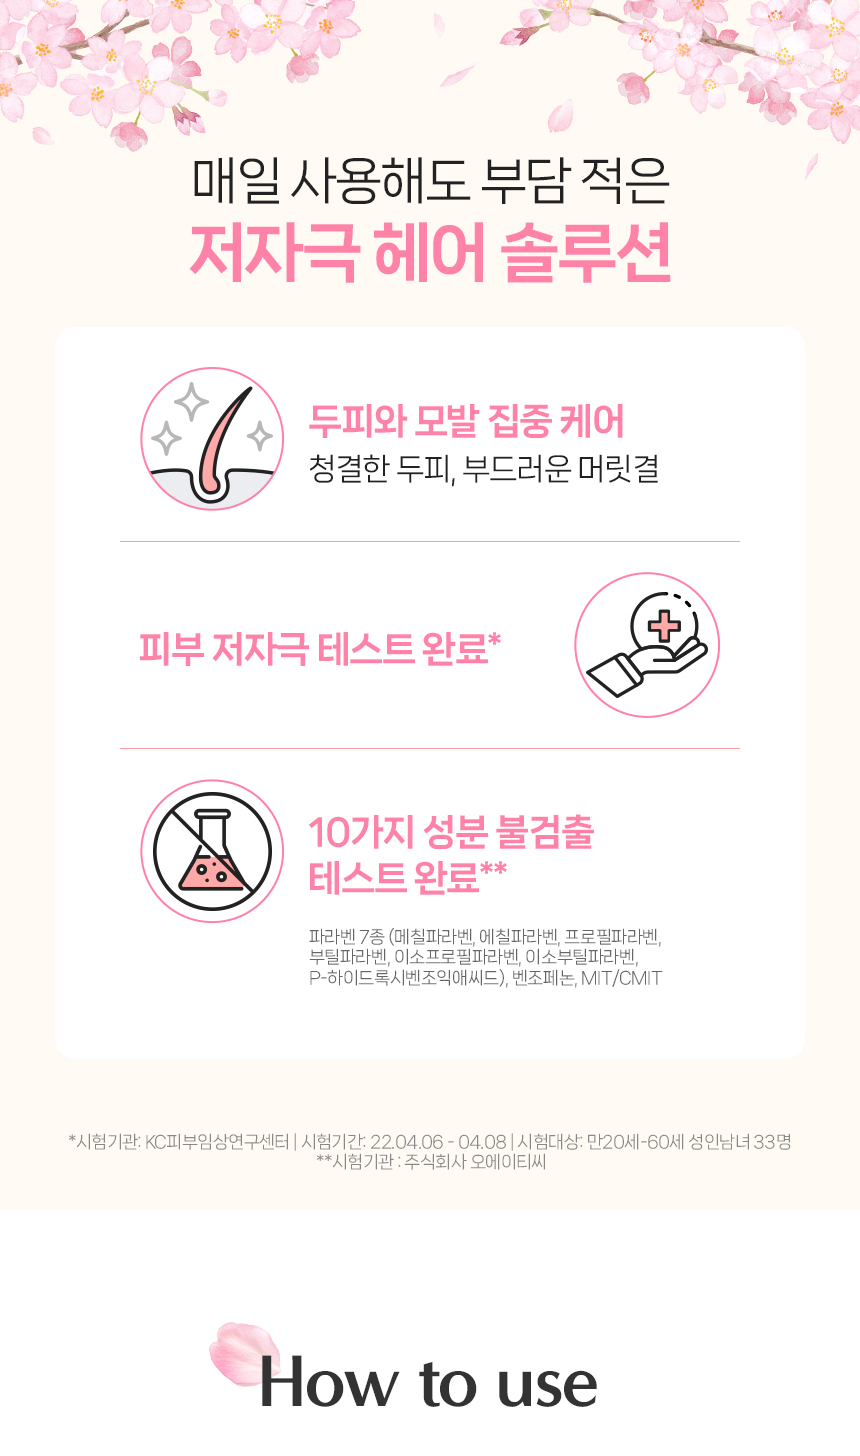 매일 사용해도 부담 적은
저자극 헤어 솔루션
두피와 모발 집중 케어
청결한 두피, 부드러운 머릿결
피부 저자극 테스트 완료*
10가지 성분 불검출
테스트 완료**
파라벤 7종 (메칠파라벤, 에칠파라벤, 프로필파라벤,
부틸파라벤, 이소프로필파라벤, 이소부틸파라벤,
P-하이드록시벤조익애씨드), 벤조페논, MIT/CMIT
*시험기관: KC피부임상연구센터 | 시험기간: 22.04.06 - 04.08 | 시험대상: 만20세-60세 성인남녀 33명
**시험기관 : 주식회사 오에이티씨
How to use